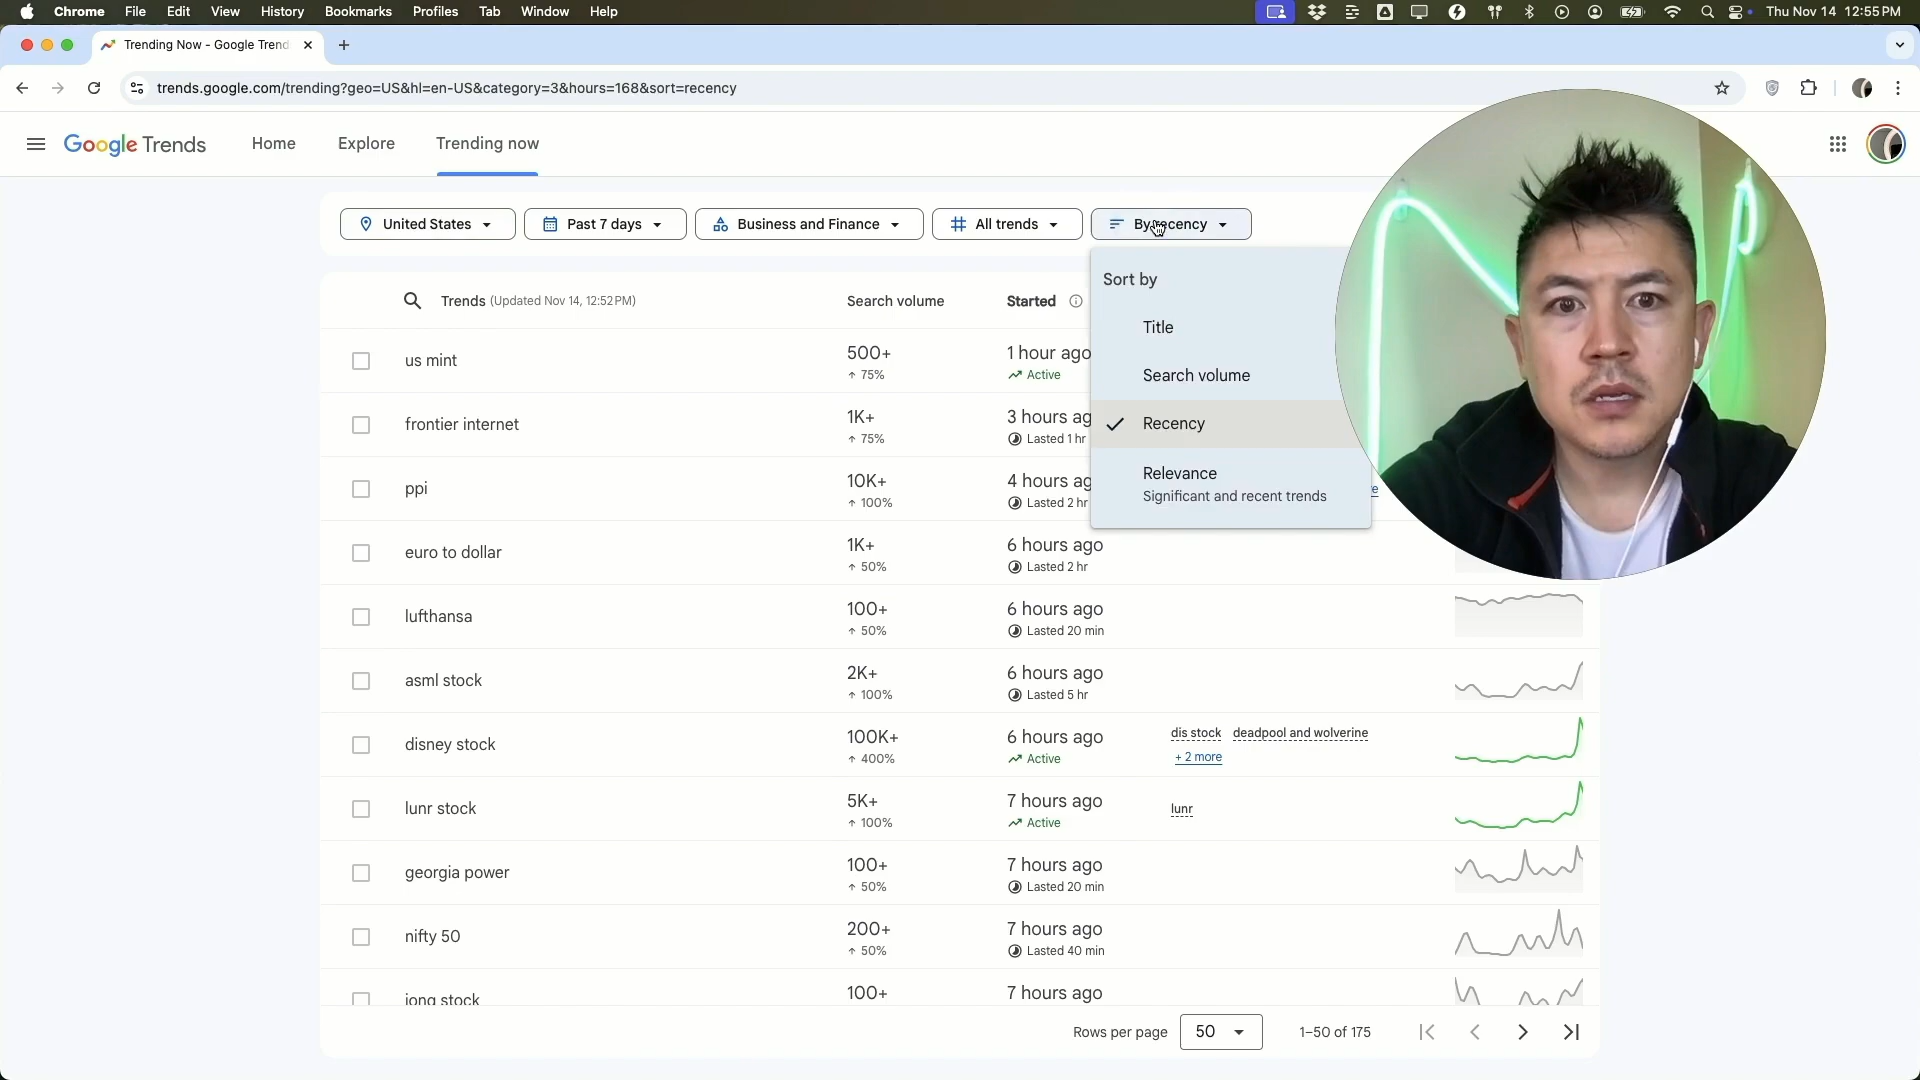 Chrome File Edit View History Bookmarks Profiles Tab Window Help Thu Nov 14 12:55 PM
Trending Now - Google Trend
trends.google.com/trending?geo=US&hl=en-US&category=3&hours=168&sort=recency
Google Trends Home Explore Trending now
United States Past 7 days Business and Finance All trends By recency
Trends (Updated Nov 14, 12:52 PM) Search volume Started
Sort by
Title
Search volume
Recency
Relevance
Significant and recent trends
us mint 500+ 1 hour ago
75% Active
frontier internet 1K+ 3 hours
75% Lasted 1 hr
ppi 10K+ 4 hours
100% Lasted 2 hr
euro to dollar 1K+ 6 hours ago
50% Lasted 2 hr
lufthansa 100+ 6 hours ago
50% Lasted 20 min
asml stock 2K+ 6 hours ago
100% Lasted 5 hr
disney stock 100K+ 6 hours ago dis stock deadpool and wolverine
400% Active + 2 more
lunr stock 5K+ 7 hours ago lunr
100% Active
georgia power 100+ 7 hours ago
50% Lasted 20 min
nifty 50 200+ 7 hours ago
50% Lasted 40 min
ionq stock 100+ 7 hours ago
Rows per page 50 1–50 of 175